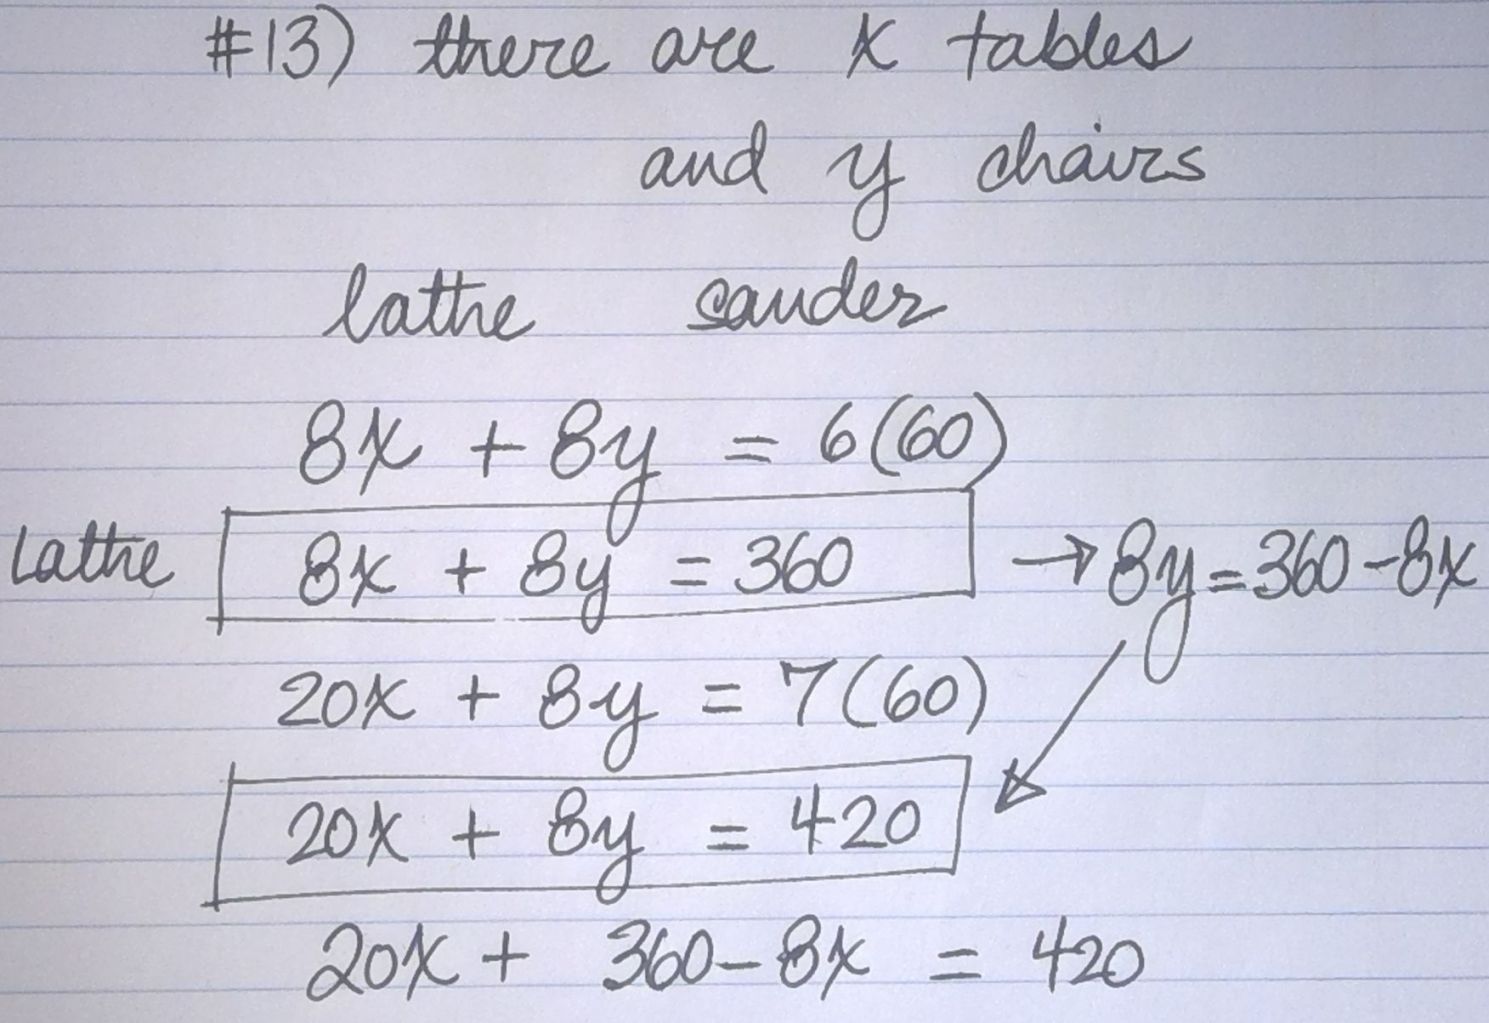 #13) there are x tables
and y chairs
lathe sander
8x + 8y = 6(60)
Lathe 8x + 8y = 360 → 8y = 360 - 8x
20x + 8y = 7(60)
20x + 8y = 420
20x + 360 - 8x = 420